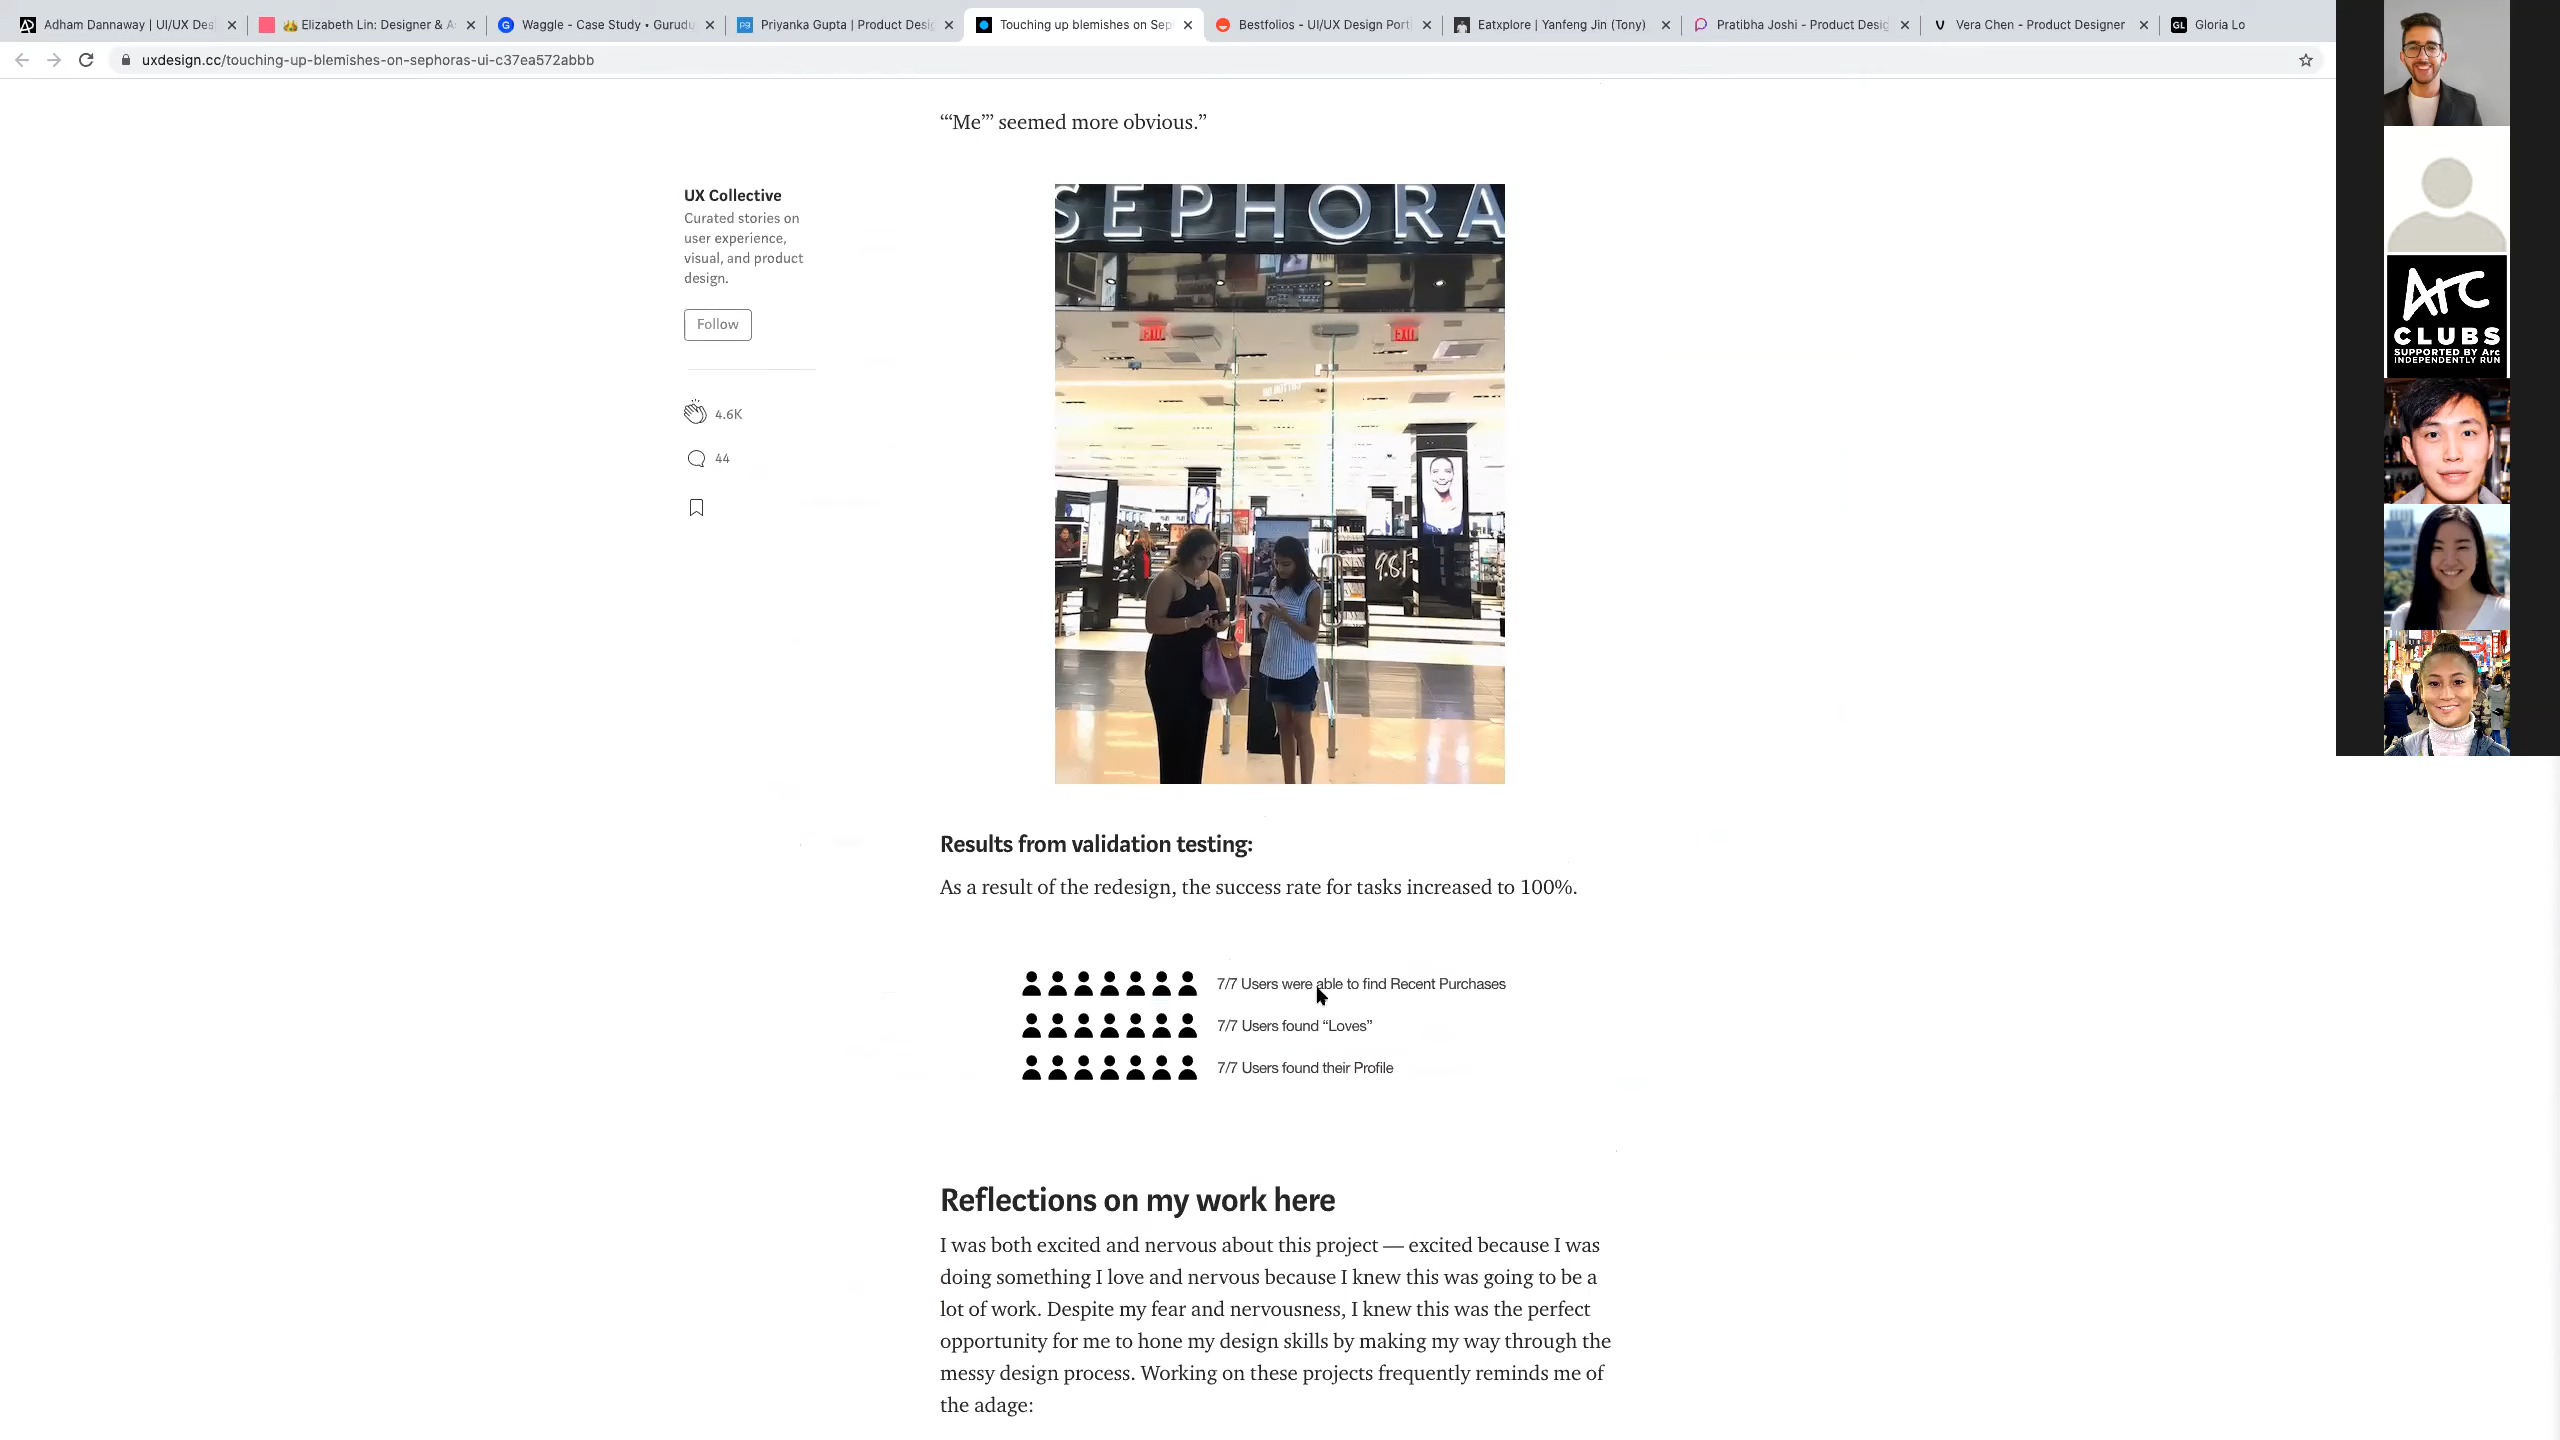 Adham Dannaway | UI/UX Des
👑 Elizabeth Lin: Designer & A
Waggle - Case Study • Gurudu
Priyanka Gupta | Product Desig
Touching up blemishes on Sep
Bestfolios - UI/UX Design Port
Eatxplore | Yanfeng Jin (Tony)
Pratibha Joshi - Product Desig
Vera Chen - Product Designer
GL
Gloria Lo
uxdesign.cc/touching-up-blemishes-on-sephoras-ui-c37ea572abbb
“‘“Me”’ seemed more obvious.”
UX Collective
Curated stories on
user experience,
visual, and product
design.
Follow
4.6K
44
SEPHORA
EXIT
EXIT
Arc
CLUBS
SUPPORTED BY Arc
INDEPENDENTLY RUN
Results from validation testing:
As a result of the redesign, the success rate for tasks increased to 100%.
7/7 Users were able to find Recent Purchases
7/7 Users found “Loves”
7/7 Users found their Profile
Reflections on my work here
I was both excited and nervous about this project — excited because I was
doing something I love and nervous because I knew this was going to be a
lot of work. Despite my fear and nervousness, I knew this was the perfect
opportunity for me to hone my design skills by making my way through the
messy design process. Working on these projects frequently reminds me of
the adage: